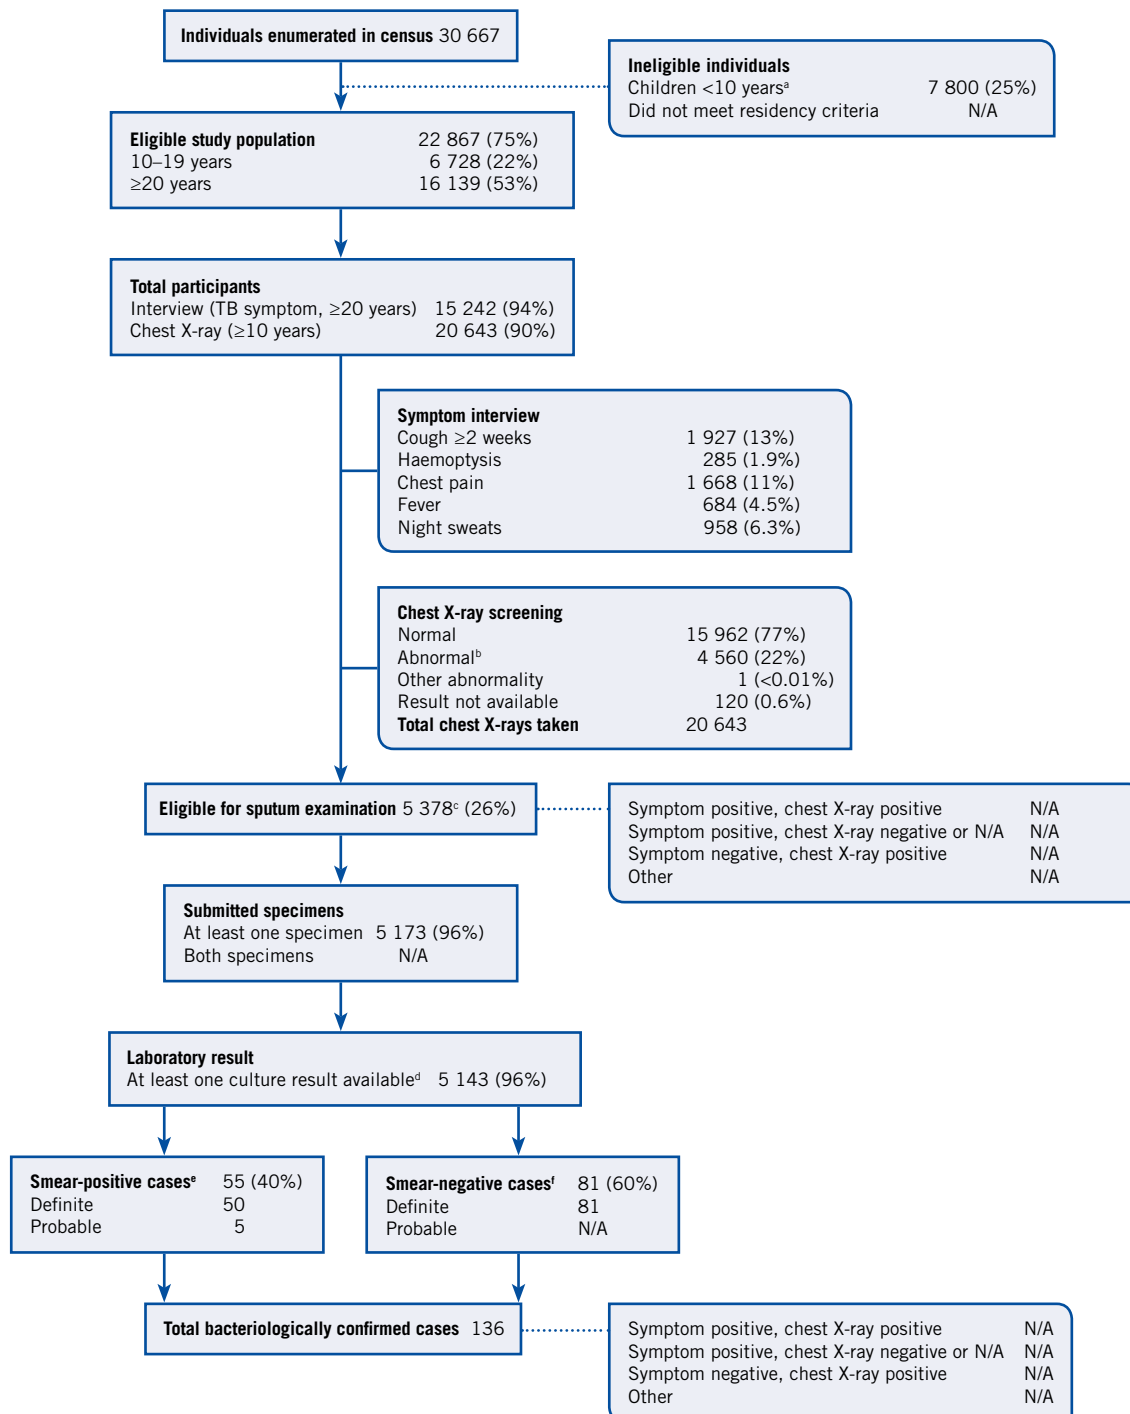 Individuals enumerated in census 30 667
Ineligible individuals
Children <10 yearsᵃ 7 800 (25%)
Did not meet residency criteria N/A
Eligible study population 22 867 (75%)
10–19 years 6 728 (22%)
≥20 years 16 139 (53%)
Total participants
Interview (TB symptom, ≥20 years) 15 242 (94%)
Chest X-ray (≥10 years) 20 643 (90%)
Symptom interview
Cough ≥2 weeks 1 927 (13%)
Haemoptysis 285 (1.9%)
Chest pain 1 668 (11%)
Fever 684 (4.5%)
Night sweats 958 (6.3%)
Chest X-ray screening
Normal 15 962 (77%)
Abnormalᵇ 4 560 (22%)
Other abnormality 1 (<0.01%)
Result not available 120 (0.6%)
Total chest X-rays taken 20 643
Eligible for sputum examination 5 378ᶜ (26%)
Symptom positive, chest X-ray positive N/A
Symptom positive, chest X-ray negative or N/A N/A
Symptom negative, chest X-ray positive N/A
Other N/A
Submitted specimens
At least one specimen 5 173 (96%)
Both specimens N/A
Laboratory result
At least one culture result availableᵈ 5 143 (96%)
Smear-positive casesᵉ 55 (40%)
Definite 50
Probable 5
Smear-negative casesᶠ 81 (60%)
Definite 81
Probable N/A
Total bacteriologically confirmed cases 136
Symptom positive, chest X-ray positive N/A
Symptom positive, chest X-ray negative or N/A N/A
Symptom negative, chest X-ray positive N/A
Other N/A